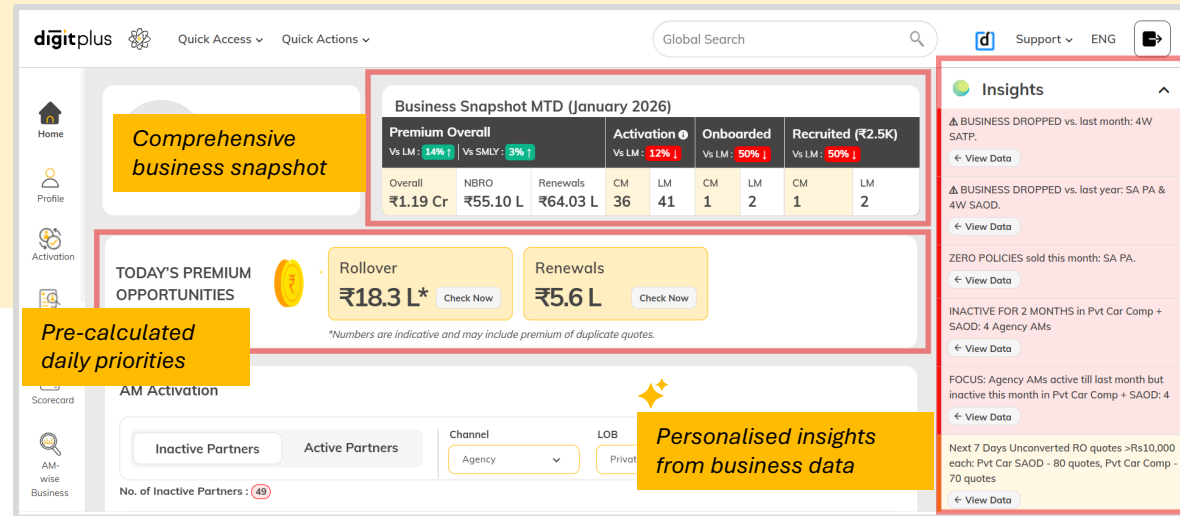 digitplus
Quick Access
Quick Actions
Global Search
d
Support
ENG
Home
Profile
Activation
Scorecard
AM-
wise
Business
Comprehensive
business snapshot
Business Snapshot MTD (January 2026)
Premium Overall
Vs LM : 14% ↑ Vs SMLY : 3% ↑
Activation
Vs LM : 12% ↓
Onboarded
Vs LM : 50% ↓
Recruited (₹2.5K)
Vs LM : 50% ↓
Overall NBRO Renewals CM LM CM LM CM LM
₹1.19 Cr ₹55.10 L ₹64.03 L 36 41 1 2 1 2
TODAY'S PREMIUM
OPPORTUNITIES
Rollover
₹18.3 L* Check Now
Renewals
₹5.6 L Check Now
*Numbers are indicative and may include premium of duplicate quotes.
Pre-calculated
daily priorities
AM Activation
Inactive Partners
Active Partners
Channel
Agency
LOB
Privat
No. of Inactive Partners : 49
Personalised insights
from business data
Insights
⚠ BUSINESS DROPPED vs. last month: 4W
SATP.
← View Data
⚠ BUSINESS DROPPED vs. last year: SA PA &
4W SAOD.
← View Data
ZERO POLICIES sold this month: SA PA.
← View Data
INACTIVE FOR 2 MONTHS in Pvt Car Comp +
SAOD: 4 Agency AMs
← View Data
FOCUS: Agency AMs active till last month but
inactive this month in Pvt Car Comp + SAOD: 4
← View Data
Next 7 Days Unconverted RO quotes >Rs10,000
each: Pvt Car SAOD - 80 quotes, Pvt Car Comp -
70 quotes
← View Data